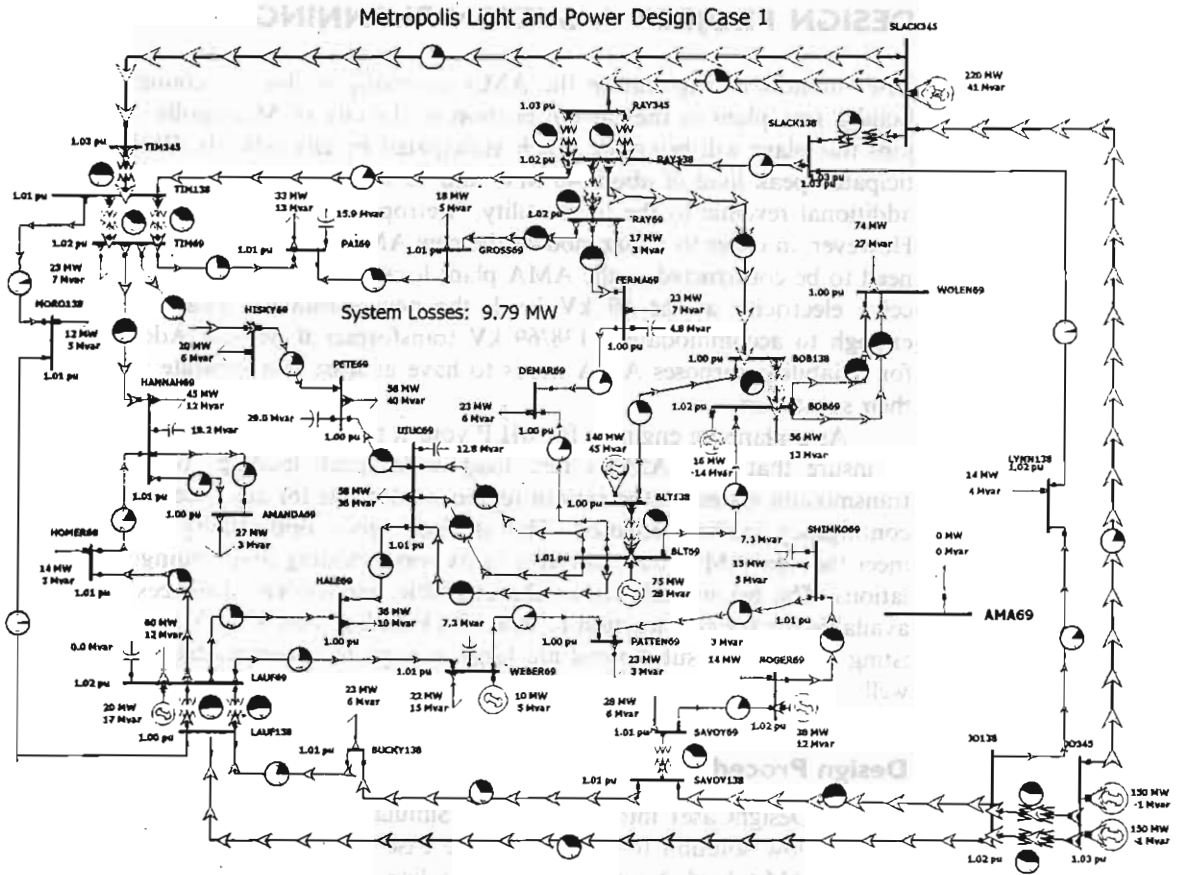 Metropolis Light and Power Design Case 1
SLACK345
220 MW
41 Mvar
1.03 pu
RAY345
SLACK138
1.03 pu
TIM345
1.02 pu
RAY138
1.03 pu
1.03 pu
1.01 pu
TIM138
33 MW
13 Mvar
15.9 Mvar
18 MW
5 Mvar
1.02 pu
RAY69
74 MW
27 Mvar
1.02 pu
TIM69
1.01 pu
PAI69
1.01 pu
GROSS69
17 MW
3 Mvar
23 MW
7 Mvar
FERNA69
MORO138
HISKY69
System Losses: 9.79 MW
23 MW
7 Mvar
4.8 Mvar
1.00 pu
WOLEN69
12 MW
5 Mvar
1.01 pu
20 MW
6 Mvar
PETE69
1.00 pu
1.00 pu
BOB138
HANNAH69
45 MW
12 Mvar
58 MW
40 Mvar
DEMAR69
1.02 pu
BOB69
29.0 Mvar
23 MW
6 Mvar
1.00 pu
UTUC69
12.8 Mvar
1.00 pu
140 MW
45 Mvar
16 MW
-14 Mvar
56 MW
13 Mvar
LYNN138
1.02 pu
14 MW
4 Mvar
1.01 pu
58 MW
36 Mvar
1.00 pu
BLT138
HOMER69
1.00 pu
AMANDA69
1.01 pu
7.3 Mvar
SHIMKO69
0 MW
0 Mvar
27 MW
3 Mvar
1.01 pu
BLT69
15 MW
3 Mvar
14 MW
3 Mvar
1.01 pu
HALE69
75 MW
28 Mvar
1.01 pu
AMA69
60 MW
12 Mvar
36 MW
10 Mvar
7.3 Mvar
1.00 pu
1.00 pu
PATTEN69
3 Mvar
0.0 Mvar
14 MW
ROGER69
1.02 pu
LAUF69
1.01 pu
WEBER69
23 MW
3 Mvar
20 MW
17 Mvar
23 MW
6 Mvar
22 MW
15 Mvar
10 MW
5 Mvar
28 MW
6 Mvar
1.02 pu
38 MW
12 Mvar
1.00 pu
LAUF138
1.01 pu
BUCKY138
1.01 pu
SAVOY69
JO138
JO345
1.01 pu
SAVOY138
150 MW
-1 Mvar
150 MW
-1 Mvar
1.02 pu
1.03 pu